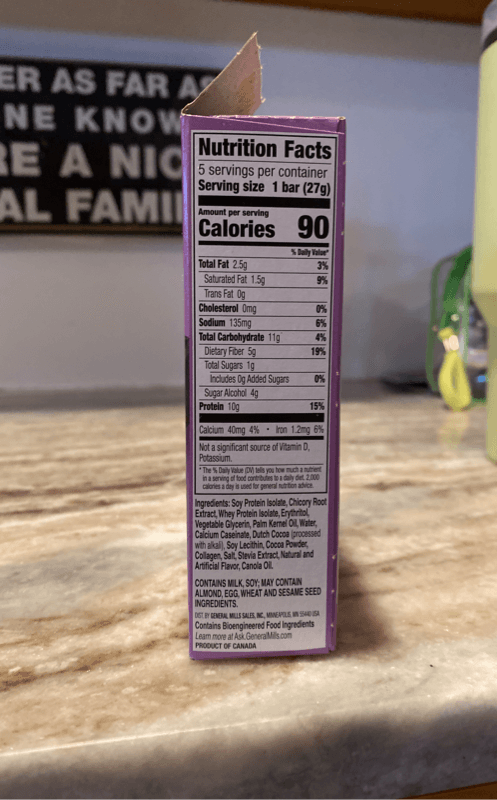 ER AS FAR AS
NE KNOW
RE A NIC
AL FAMI
Nutrition Facts
5 servings per container
Serving size 1 bar (27g)
Amount per serving
Calories 90
% Daily Value*
Total Fat 2.5g 3%
Saturated Fat 1.5g 9%
Trans Fat 0g
Cholesterol 0mg 0%
Sodium 135mg 6%
Total Carbohydrate 11g 4%
Dietary Fiber 5g 19%
Total Sugars 1g
Includes 0g Added Sugars 0%
Sugar Alcohol 4g
Protein 10g 15%
Calcium 40mg 4% • Iron 1.2mg 6%
Not a significant source of Vitamin D,
Potassium.
*The % Daily Value (DV) tells you how much a nutrient
in a serving of food contributes to a daily diet. 2,000
calories a day is used for general nutrition advice.
Ingredients: Soy Protein Isolate, Chicory Root
Extract, Whey Protein Isolate, Erythritol,
Vegetable Glycerin, Palm Kernel Oil, Water,
Calcium Caseinate, Dutch Cocoa (processed
with alkali), Soy Lecithin, Cocoa Powder,
Collagen, Salt, Stevia Extract, Natural and
Artificial Flavor, Canola Oil.
CONTAINS MILK, SOY; MAY CONTAIN
ALMOND, EGG, WHEAT AND SESAME SEED
INGREDIENTS.
DIST. BY GENERAL MILLS SALES, INC., MINNEAPOLIS, MN 55440 USA
Contains Bioengineered Food Ingredients
Learn more at Ask.GeneralMills.com
PRODUCT OF CANADA